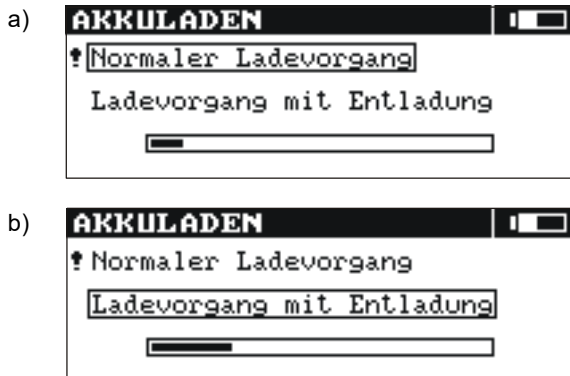 a)
AKKULADEN
Normaler Ladevorgang
Ladevorgang mit Entladung
b)
AKKULADEN
Normaler Ladevorgang
Ladevorgang mit Entladung